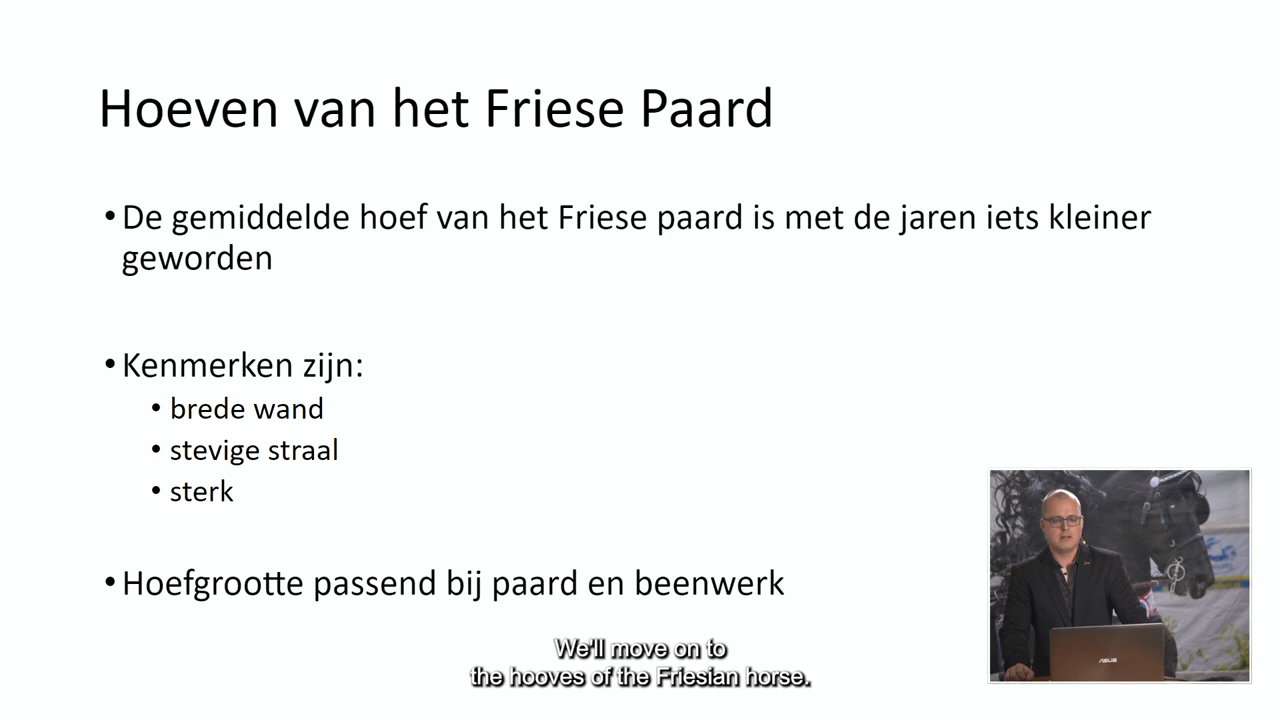 Hoeven van het Friese Paard
• De gemiddelde hoef van het Friese paard is met de jaren iets kleiner
geworden
• Kenmerken zijn:
• brede wand
• stevige straal
• sterk
• Hoefgrootte passend bij paard en beenwerk
We'll move on to
the hooves of the Friesian horse.
ASUS